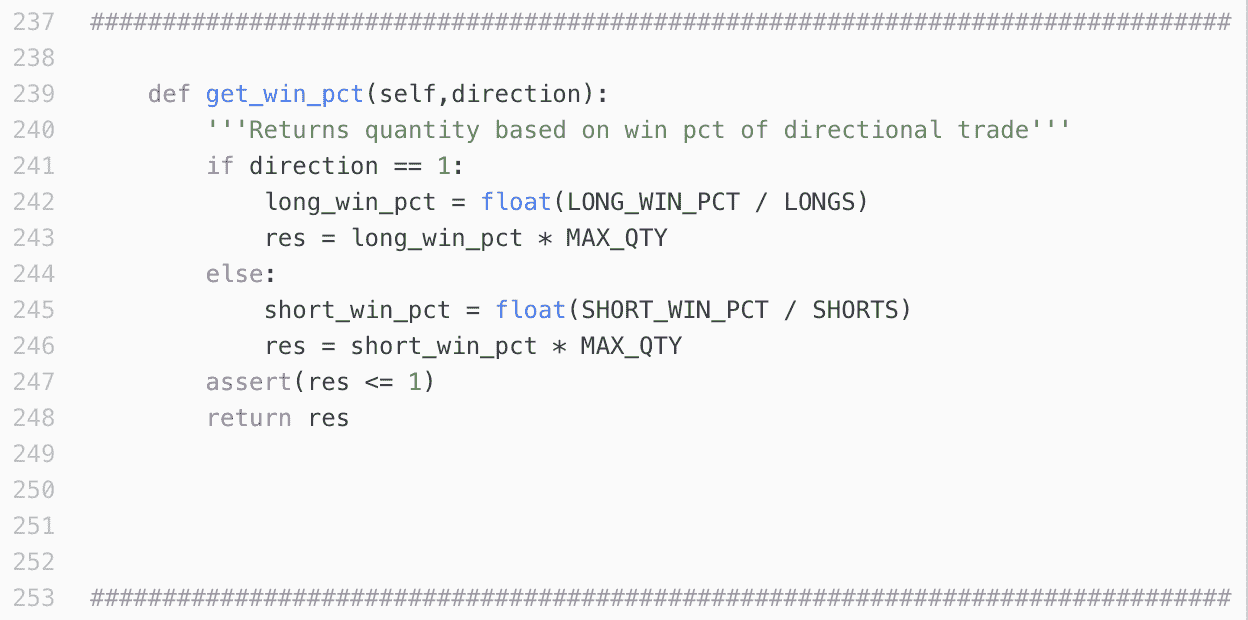 237 ###############################################################################
238
239     def get_win_pct(self,direction):
240         '''Returns quantity based on win pct of directional trade'''
241         if direction == 1:
242             long_win_pct = float(LONG_WIN_PCT / LONGS)
243             res = long_win_pct * MAX_QTY
244         else:
245             short_win_pct = float(SHORT_WIN_PCT / SHORTS)
246             res = short_win_pct * MAX_QTY
247         assert(res <= 1)
248         return res
249
250
251
252
253 ###############################################################################